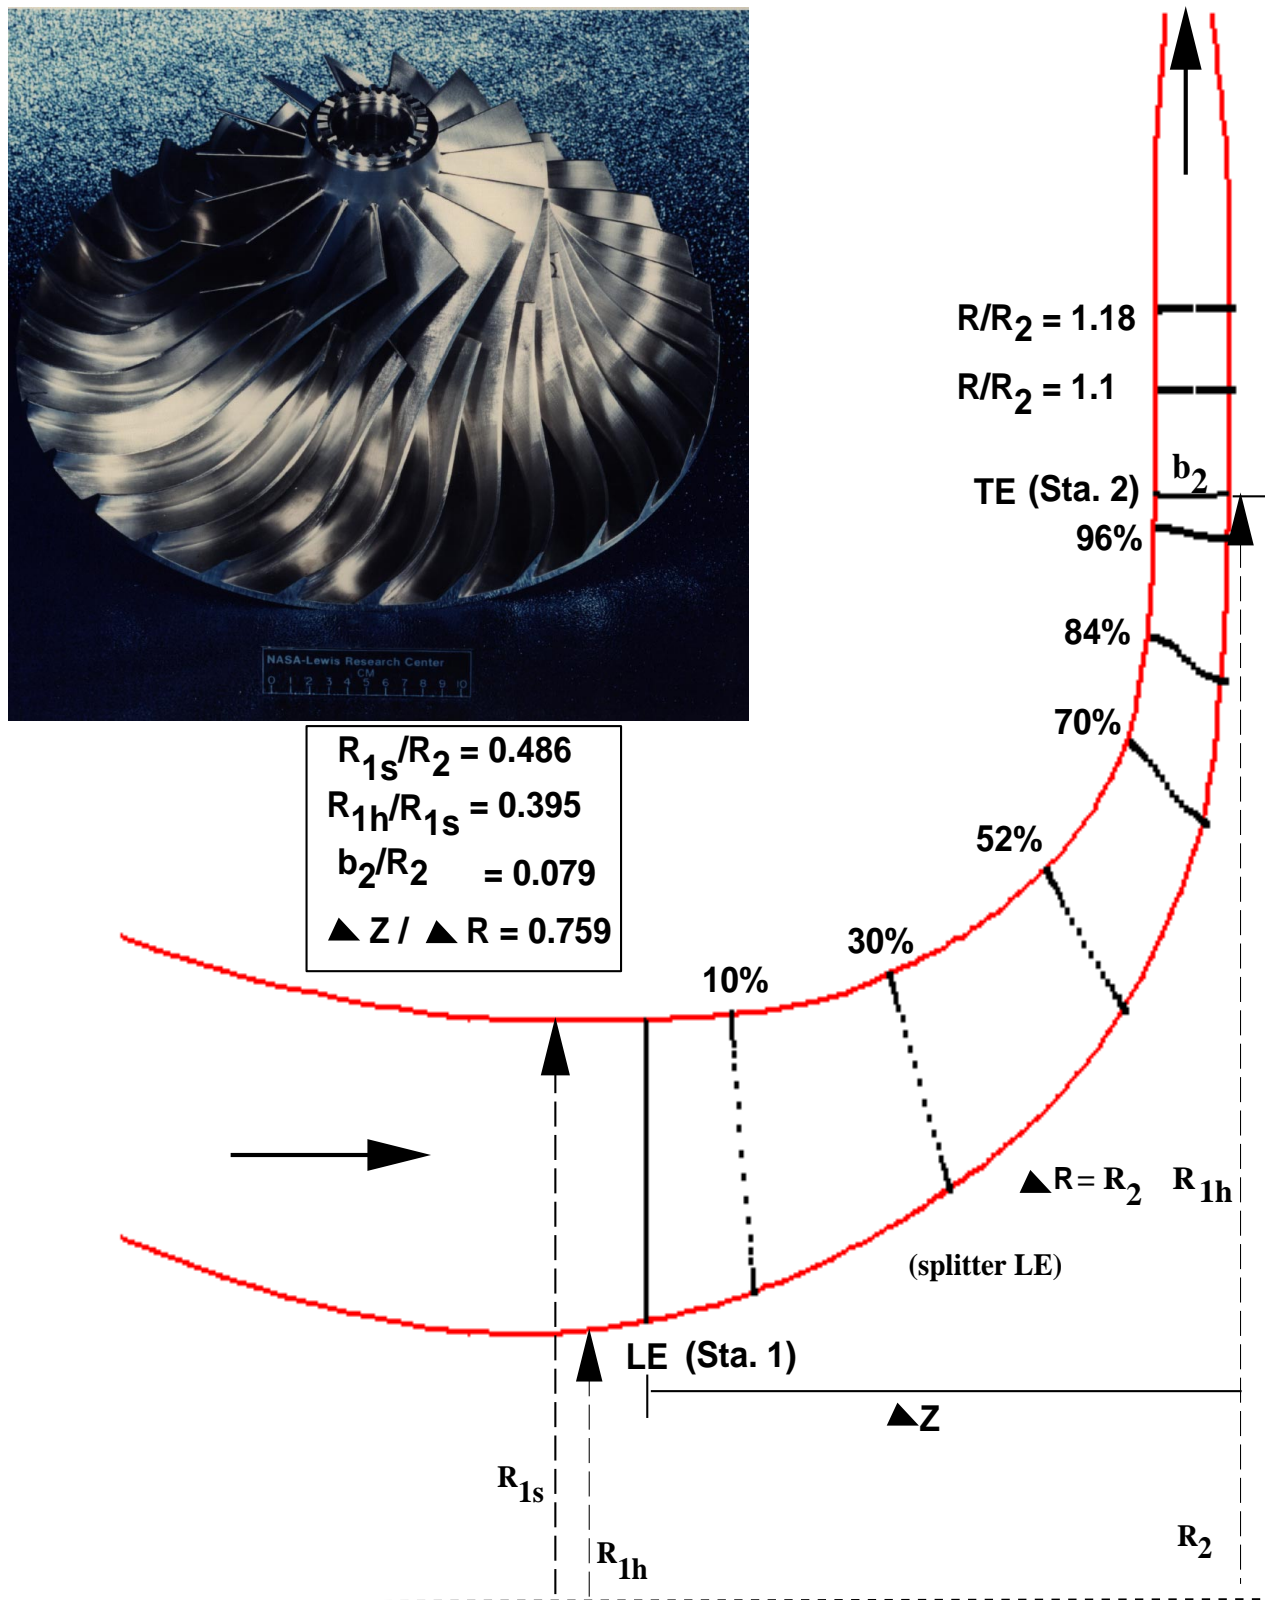 NASA-Lewis Research Center
CM
0 1 2 3 4 5 6 7 8 9 10
R1s/R2 = 0.486
R1h/R1s = 0.395
b2/R2 = 0.079
▲ Z / ▲ R = 0.759
R/R2 = 1.18
R/R2 = 1.1
b2
TE (Sta. 2)
96%
84%
70%
52%
30%
10%
▲R = R2 R1h
(splitter LE)
LE (Sta. 1)
▲Z
R1s
R2
R1h